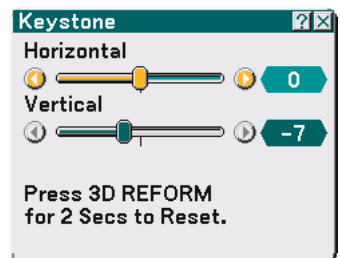 Keystone ? X
Horizontal
0
Vertical
-7
Press 3D REFORM
for 2 Secs to Reset.